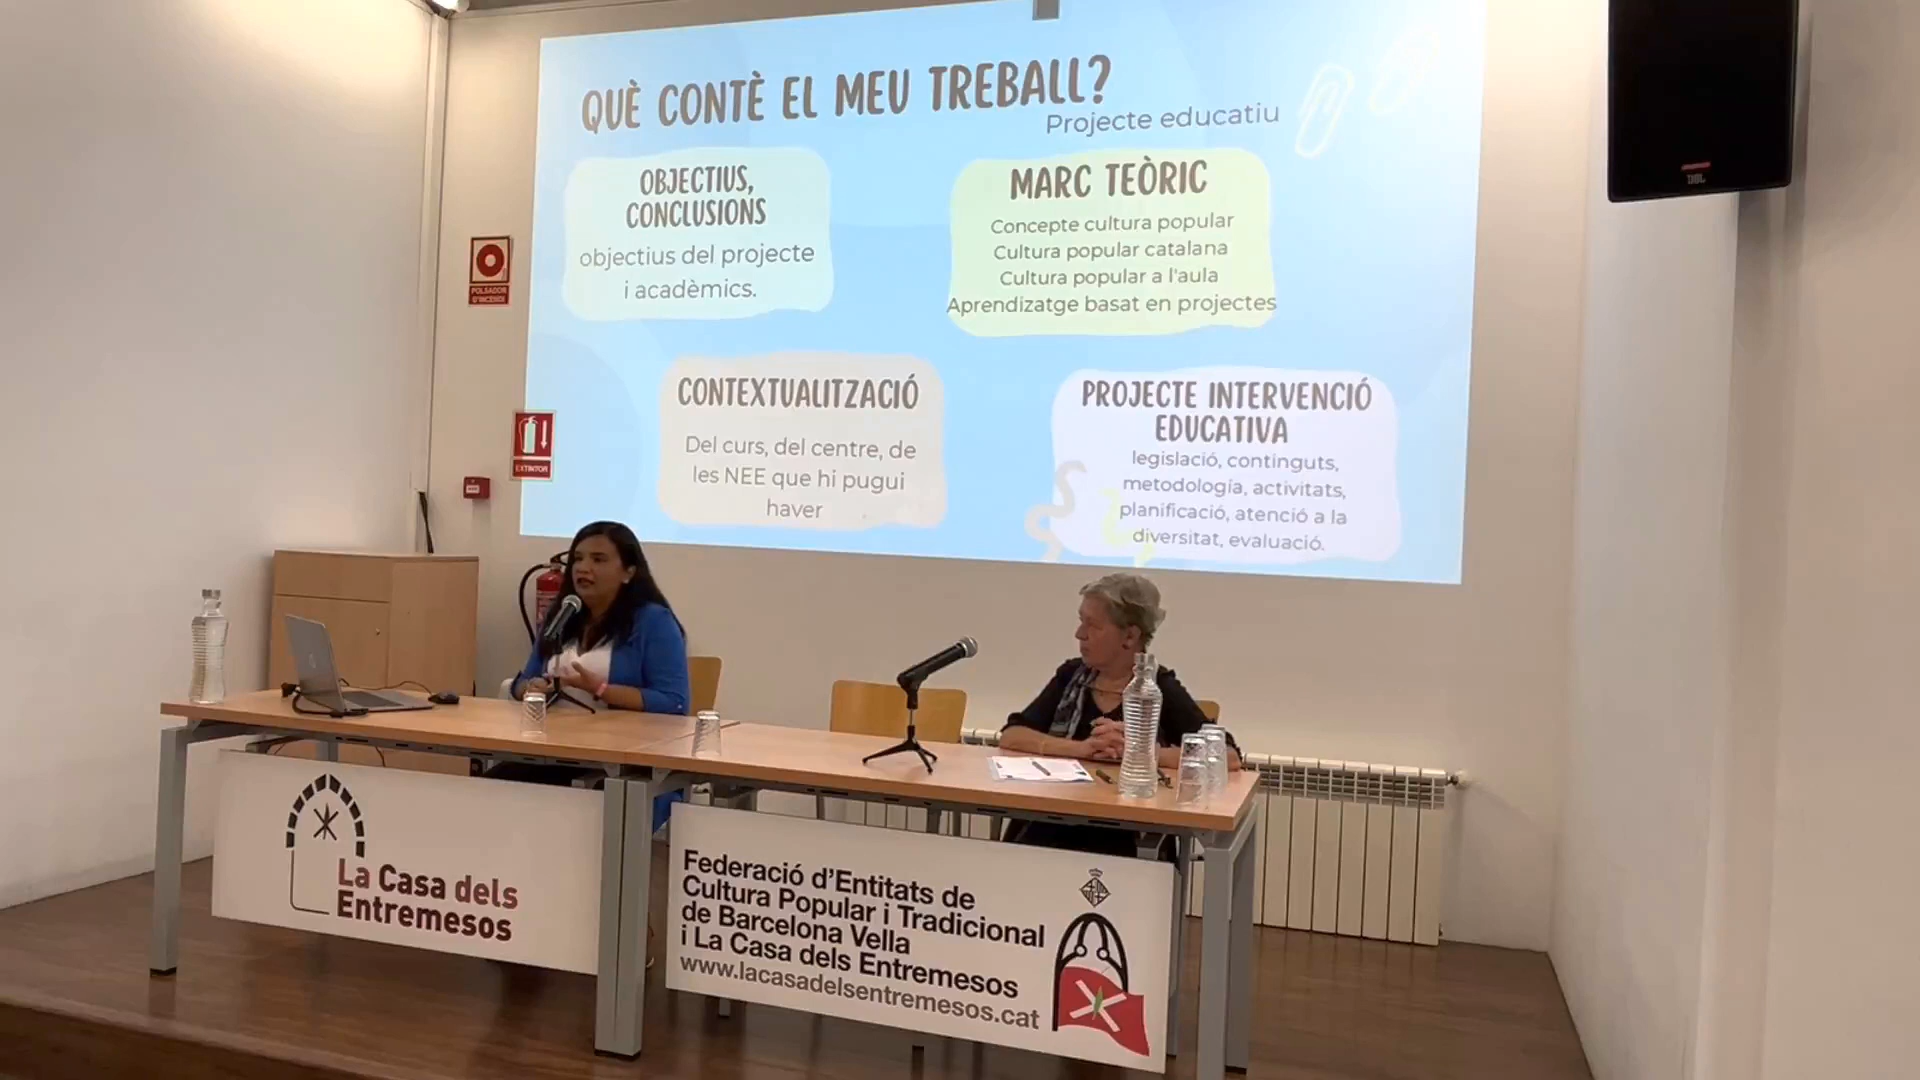 QUÈ CONTÈ EL MEU TREBALL?
Projecte educatiu
OBJECTIUS,
CONCLUSIONS
objectius del projecte
i acadèmics.
MARC TEÒRIC
Concepte cultura popular
Cultura popular catalana
Cultura popular a l'aula
Aprendizatge basat en projectes
CONTEXTUALITZACIÓ
Del curs, del centre, de
les NEE que hi pugui
haver
PROJECTE INTERVENCIÓ
EDUCATIVA
legislació, continguts,
metodologia, activitats,
planificació, atenció a la
diversitat, evaluació.
POLSADOR
D'INCENDI
EXTINTOR
JBL
La Casa dels
Entremesos
Federació d'Entitats de
Cultura Popular i Tradicional
de Barcelona Vella
i La Casa dels Entremesos
www.lacasadelsentremesos.cat